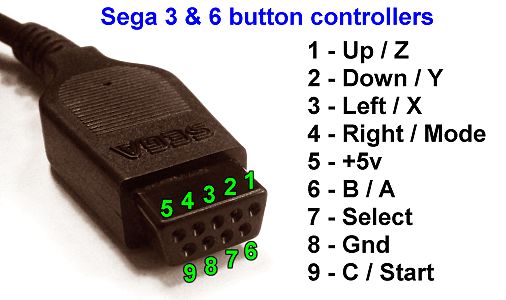 Sega 3 & 6 button controllers
1 - Up / Z
2 - Down / Y
3 - Left / X
4 - Right / Mode
5 - +5v
6 - B / A
7 - Select
8 - Gnd
9 - C / Start
SEGA
5 4 3 2 1
9 8 7 6